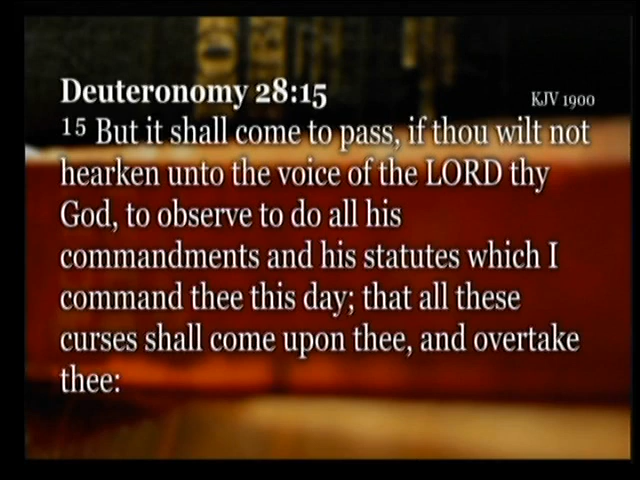 Deuteronomy 28:15
KJV 1900
15 But it shall come to pass, if thou wilt not
hearken unto the voice of the LORD thy
God, to observe to do all his
commandments and his statutes which I
command thee this day; that all these
curses shall come upon thee, and overtake
thee: